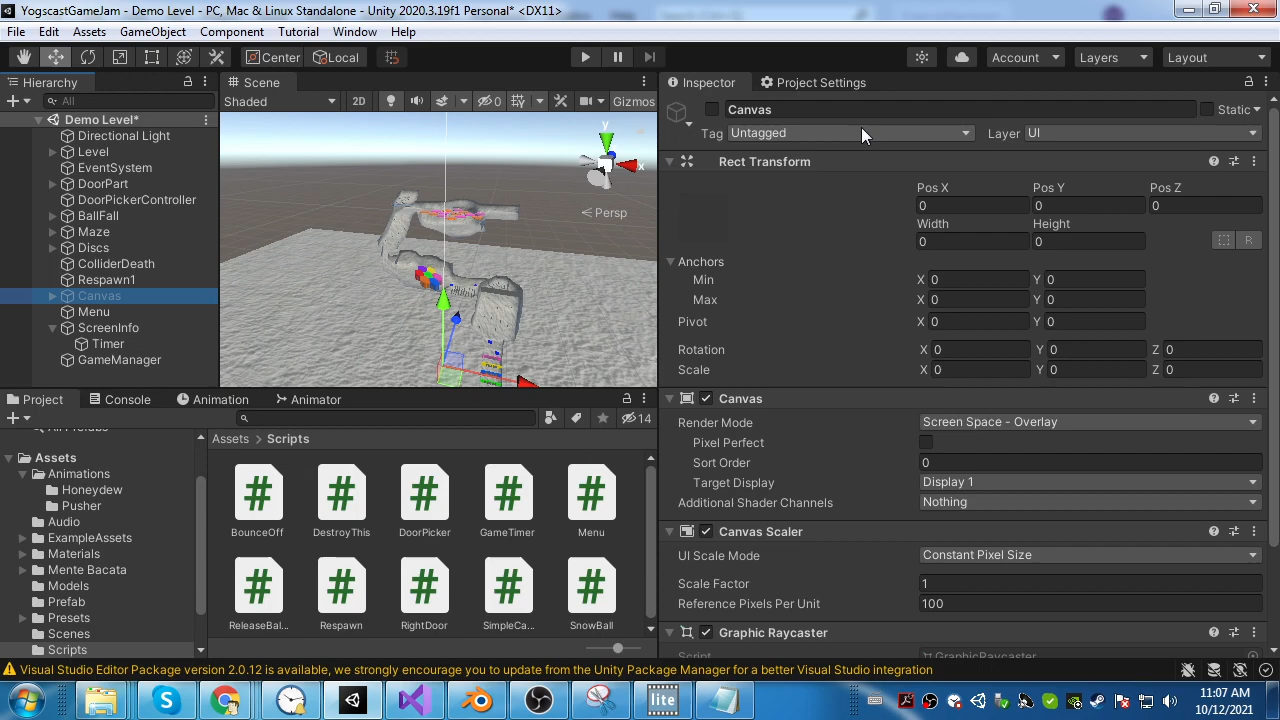 YogscastGameJam - Demo Level - PC, Mac & Linux Standalone - Unity 2020.3.19f1 Personal* <DX11>
File Edit Assets GameObject Component Tutorial Window Help
Center Local Account Layers Layout
Hierarchy
All
Demo Level*
Directional Light
Level
EventSystem
DoorPart
DoorPickerController
BallFall
Maze
Discs
ColliderDeath
Respawn1
Canvas
Menu
ScreenInfo
Timer
GameManager
Scene
Shaded 2D 0 Gizmos
y
x
Persp
Inspector Project Settings
Canvas Static
Tag Untagged Layer UI
Rect Transform
Pos X Pos Y Pos Z
0 0 0
Width Height
0 0 R
Anchors
Min X 0 Y 0
Max X 0 Y 0
Pivot X 0 Y 0
Rotation X 0 Y 0 Z 0
Scale X 0 Y 0 Z 0
Canvas
Render Mode Screen Space - Overlay
Pixel Perfect
Sort Order 0
Target Display Display 1
Additional Shader Channels Nothing
Canvas Scaler
UI Scale Mode Constant Pixel Size
Scale Factor 1
Reference Pixels Per Unit 100
Graphic Raycaster
Script GraphicRaycaster
Project Console Animation Animator
14
All Prefabs
Assets
Animations
Honeydew
Pusher
Audio
ExampleAssets
Materials
Mente Bacata
Models
Prefab
Presets
Scenes
Scripts
Assets > Scripts
BounceOff DestroyThis DoorPicker GameTimer Menu
ReleaseBal... Respawn RightDoor SimpleCa... SnowBall
Visual Studio Editor Package version 2.0.12 is available, we strongly encourage you to update from the Unity Package Manager for a better Visual Studio integration
lite
11:07 AM
10/12/2021